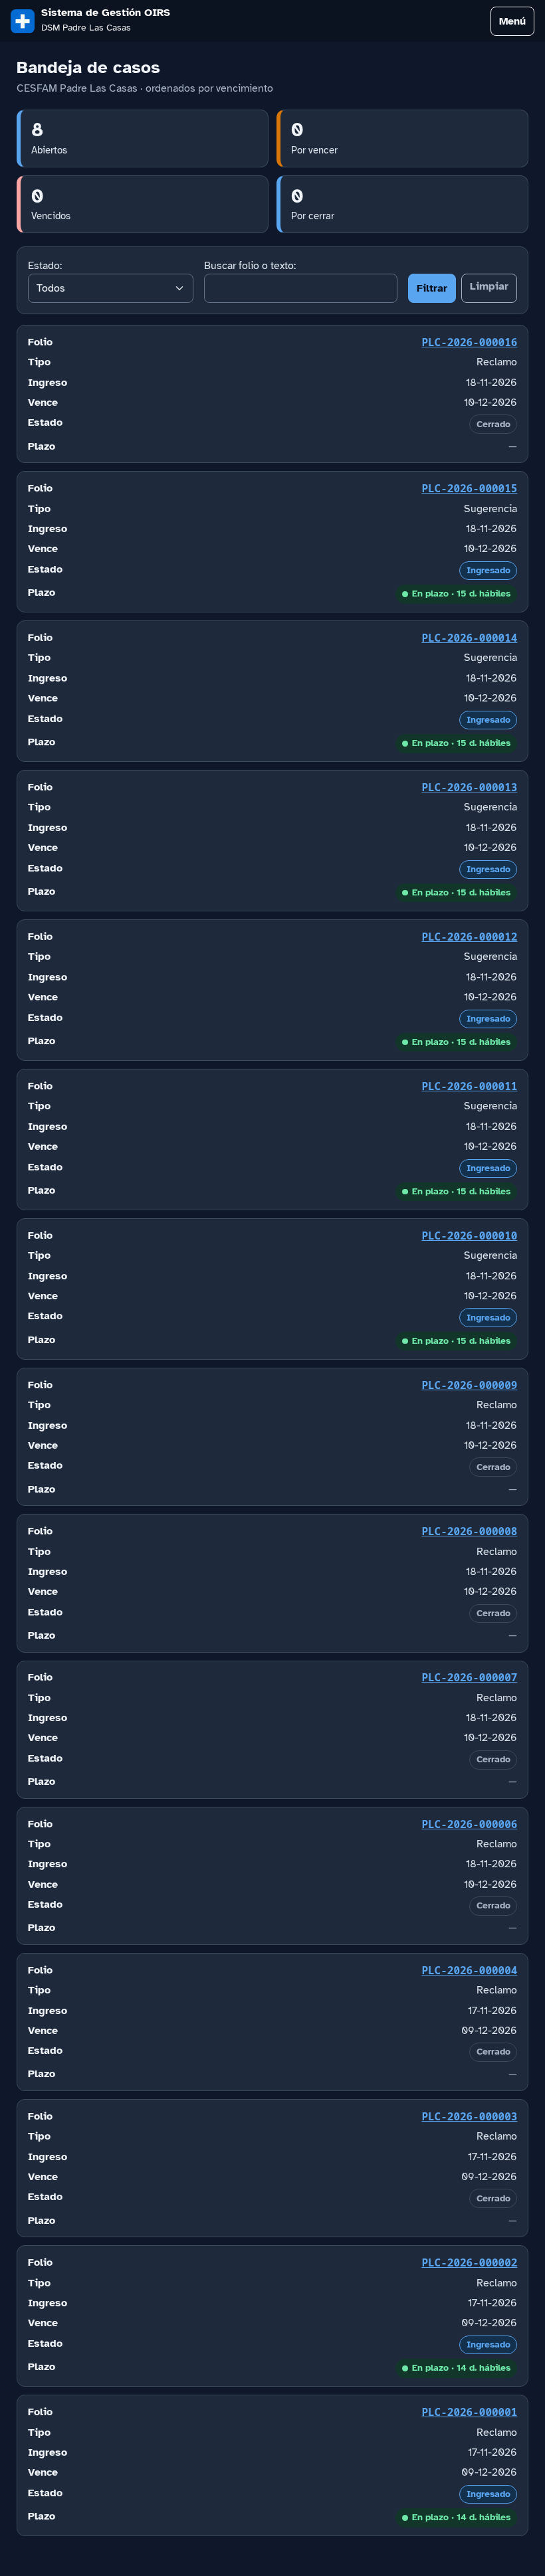 Sistema de Gestión OIRS
DSM Padre Las Casas
Menú
Bandeja de casos
CESFAM Padre Las Casas · ordenados por vencimiento
8
Abiertos
0
Por vencer
0
Vencidos
0
Por cerrar
Estado:
Todos
Buscar folio o texto:
Filtrar
Limpiar
Folio PLC-2026-000016
Tipo Reclamo
Ingreso 18-11-2026
Vence 10-12-2026
Estado Cerrado
Plazo —
Folio PLC-2026-000015
Tipo Sugerencia
Ingreso 18-11-2026
Vence 10-12-2026
Estado Ingresado
Plazo En plazo · 15 d. hábiles
Folio PLC-2026-000014
Tipo Sugerencia
Ingreso 18-11-2026
Vence 10-12-2026
Estado Ingresado
Plazo En plazo · 15 d. hábiles
Folio PLC-2026-000013
Tipo Sugerencia
Ingreso 18-11-2026
Vence 10-12-2026
Estado Ingresado
Plazo En plazo · 15 d. hábiles
Folio PLC-2026-000012
Tipo Sugerencia
Ingreso 18-11-2026
Vence 10-12-2026
Estado Ingresado
Plazo En plazo · 15 d. hábiles
Folio PLC-2026-000011
Tipo Sugerencia
Ingreso 18-11-2026
Vence 10-12-2026
Estado Ingresado
Plazo En plazo · 15 d. hábiles
Folio PLC-2026-000010
Tipo Sugerencia
Ingreso 18-11-2026
Vence 10-12-2026
Estado Ingresado
Plazo En plazo · 15 d. hábiles
Folio PLC-2026-000009
Tipo Reclamo
Ingreso 18-11-2026
Vence 10-12-2026
Estado Cerrado
Plazo —
Folio PLC-2026-000008
Tipo Reclamo
Ingreso 18-11-2026
Vence 10-12-2026
Estado Cerrado
Plazo —
Folio PLC-2026-000007
Tipo Reclamo
Ingreso 18-11-2026
Vence 10-12-2026
Estado Cerrado
Plazo —
Folio PLC-2026-000006
Tipo Reclamo
Ingreso 18-11-2026
Vence 10-12-2026
Estado Cerrado
Plazo —
Folio PLC-2026-000004
Tipo Reclamo
Ingreso 17-11-2026
Vence 09-12-2026
Estado Cerrado
Plazo —
Folio PLC-2026-000003
Tipo Reclamo
Ingreso 17-11-2026
Vence 09-12-2026
Estado Cerrado
Plazo —
Folio PLC-2026-000002
Tipo Reclamo
Ingreso 17-11-2026
Vence 09-12-2026
Estado Ingresado
Plazo En plazo · 14 d. hábiles
Folio PLC-2026-000001
Tipo Reclamo
Ingreso 17-11-2026
Vence 09-12-2026
Estado Ingresado
Plazo En plazo · 14 d. hábiles